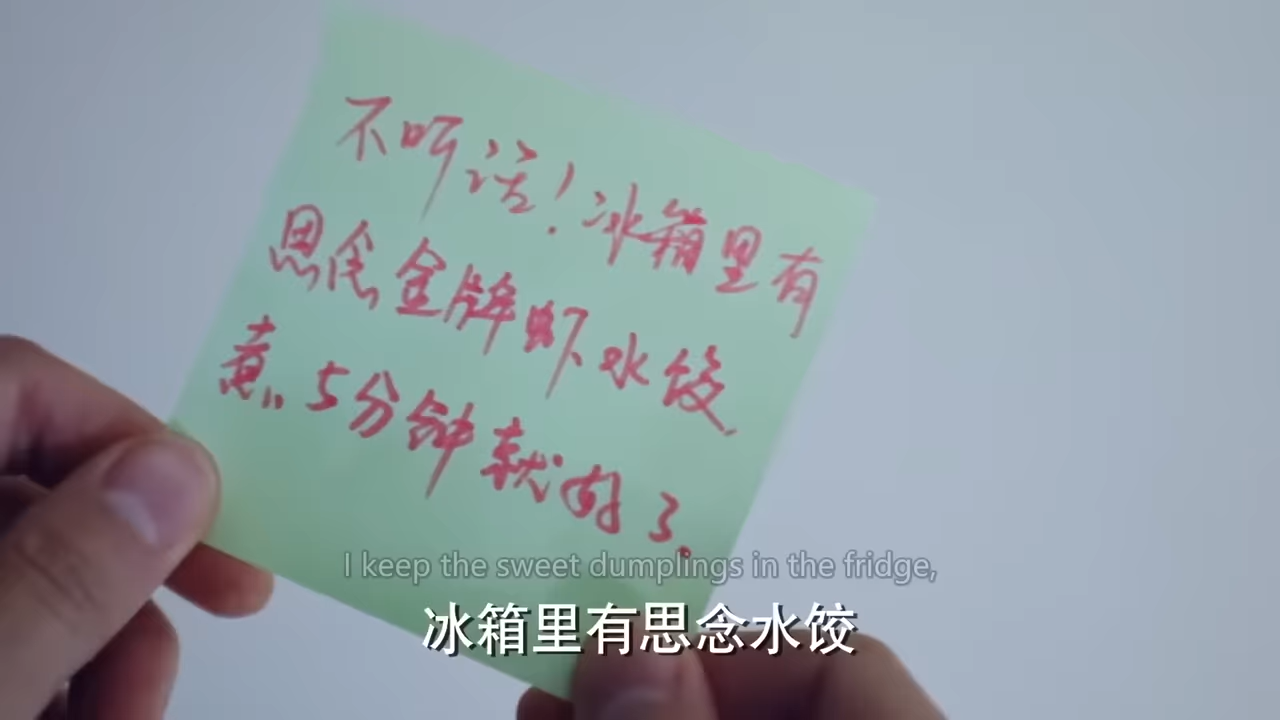 不听话！冰箱里有
思念金牌虾水饺
煮5分钟就好了.
I keep the sweet dumplings in the fridge,
冰箱里有思念水饺